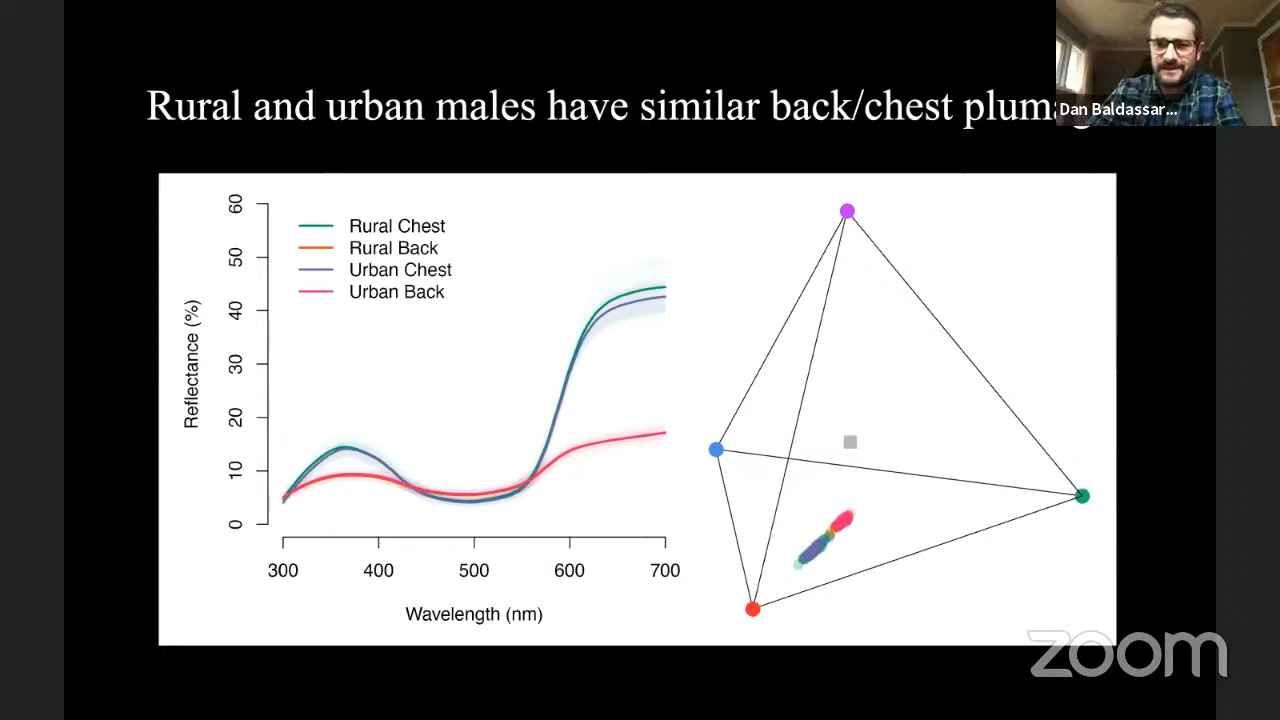 Rural and urban males have similar back/chest
Dan Baldassar...
60
50
40
30
20
10
0
Reflectance (%)
Rural Chest
Rural Back
Urban Chest
Urban Back
300 400 500 600 700
Wavelength (nm)
zoom